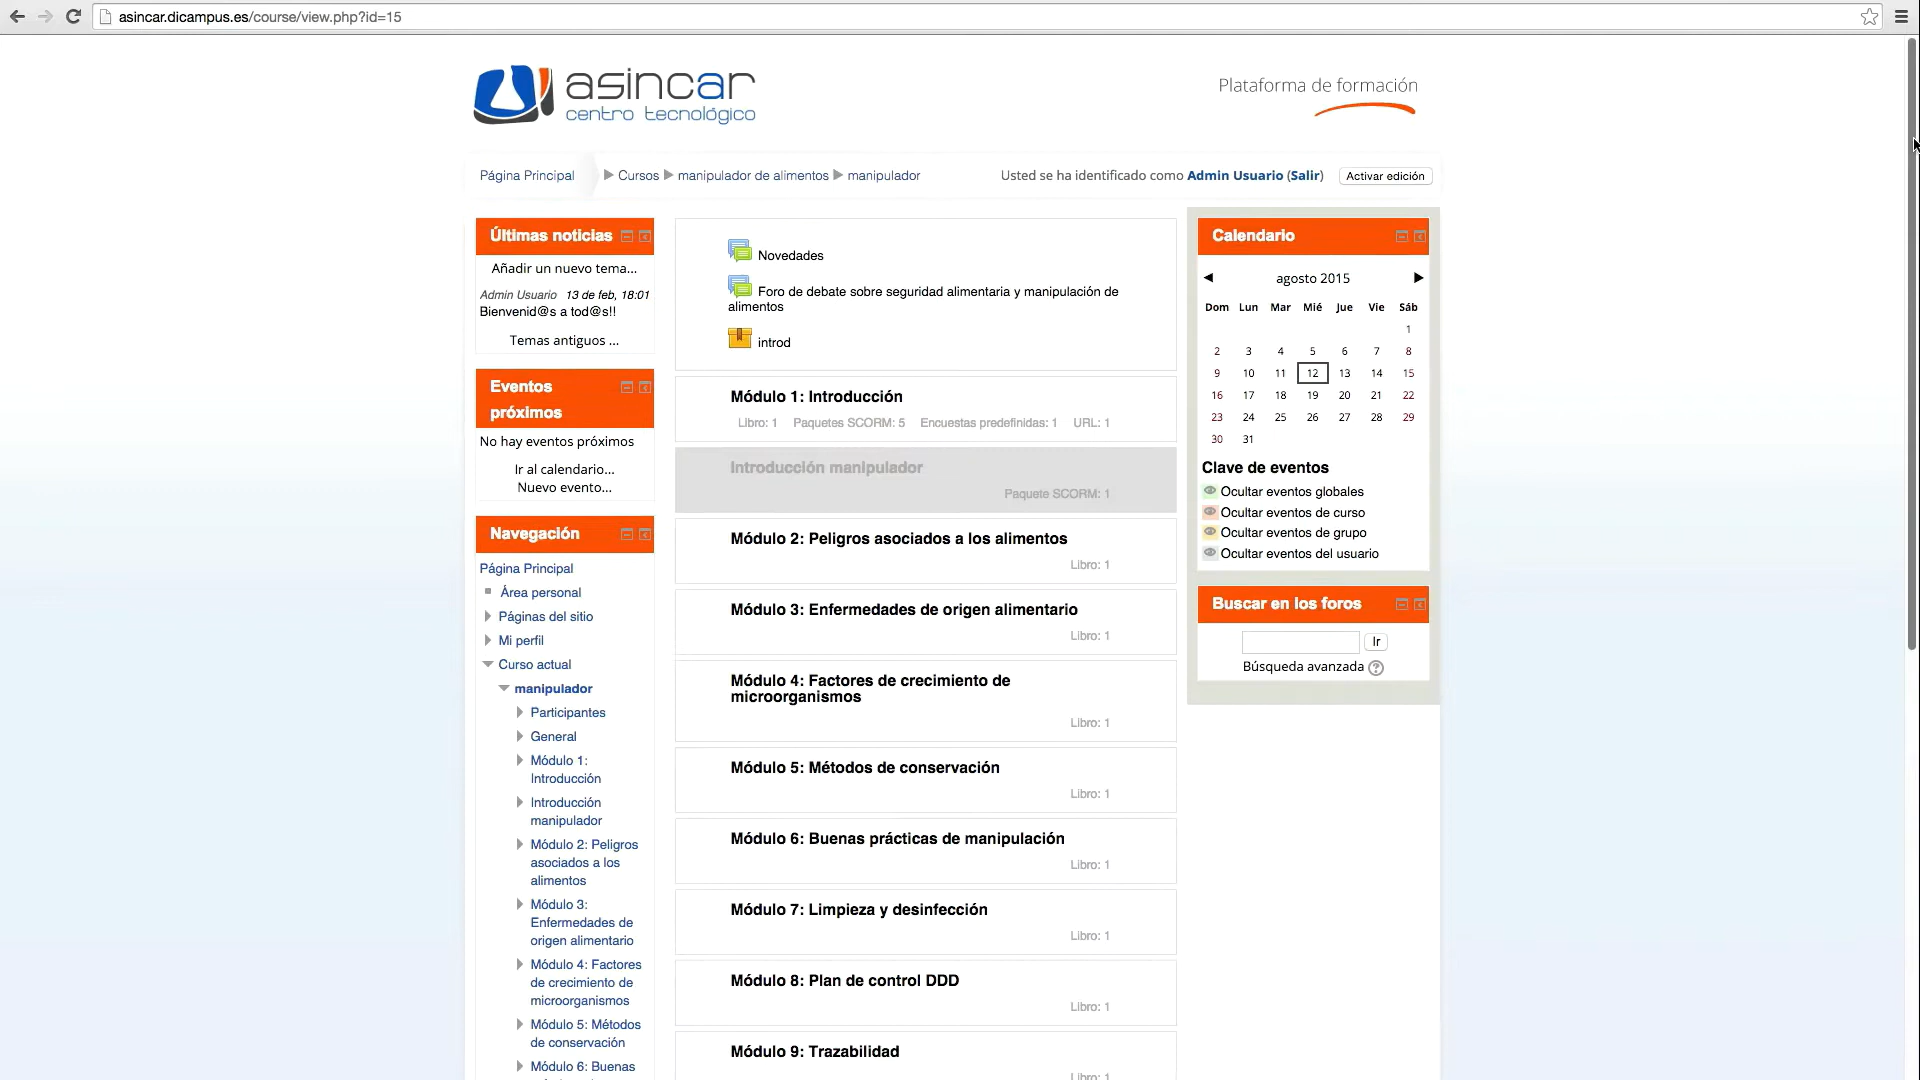 asincar.dicampus.es/course/view.php?id=15
asincar
centro tecnológico
Plataforma de formación
Página Principal
Cursos
manipulador de alimentos
manipulador
Usted se ha identificado como Admin Usuario (Salir)
Activar edición
Últimas noticias
Añadir un nuevo tema...
Admin Usuario 13 de feb, 18:01
Bienvenid@s a tod@s!!
Temas antiguos ...
Eventos
próximos
No hay eventos próximos
Ir al calendario...
Nuevo evento...
Navegación
Página Principal
Área personal
Páginas del sitio
Mi perfil
Curso actual
manipulador
Participantes
General
Módulo 1:
Introducción
Introducción
manipulador
Módulo 2: Peligros
asociados a los
alimentos
Módulo 3:
Enfermedades de
origen alimentario
Módulo 4: Factores
de crecimiento de
microorganismos
Módulo 5: Métodos
de conservación
Módulo 6: Buenas
Novedades
Foro de debate sobre seguridad alimentaria y manipulación de
alimentos
introd
Módulo 1: Introducción
Libro: 1 Paquetes SCORM: 5 Encuestas predefinidas: 1 URL: 1
Introducción manipulador
Paquete SCORM: 1
Módulo 2: Peligros asociados a los alimentos
Libro: 1
Módulo 3: Enfermedades de origen alimentario
Libro: 1
Módulo 4: Factores de crecimiento de
microorganismos
Libro: 1
Módulo 5: Métodos de conservación
Libro: 1
Módulo 6: Buenas prácticas de manipulación
Libro: 1
Módulo 7: Limpieza y desinfección
Libro: 1
Módulo 8: Plan de control DDD
Libro: 1
Módulo 9: Trazabilidad
Libro: 1
Calendario
agosto 2015
Dom Lun Mar Mié Jue Vie Sáb
1
2 3 4 5 6 7 8
9 10 11 12 13 14 15
16 17 18 19 20 21 22
23 24 25 26 27 28 29
30 31
Clave de eventos
Ocultar eventos globales
Ocultar eventos de curso
Ocultar eventos de grupo
Ocultar eventos del usuario
Buscar en los foros
Ir
Búsqueda avanzada